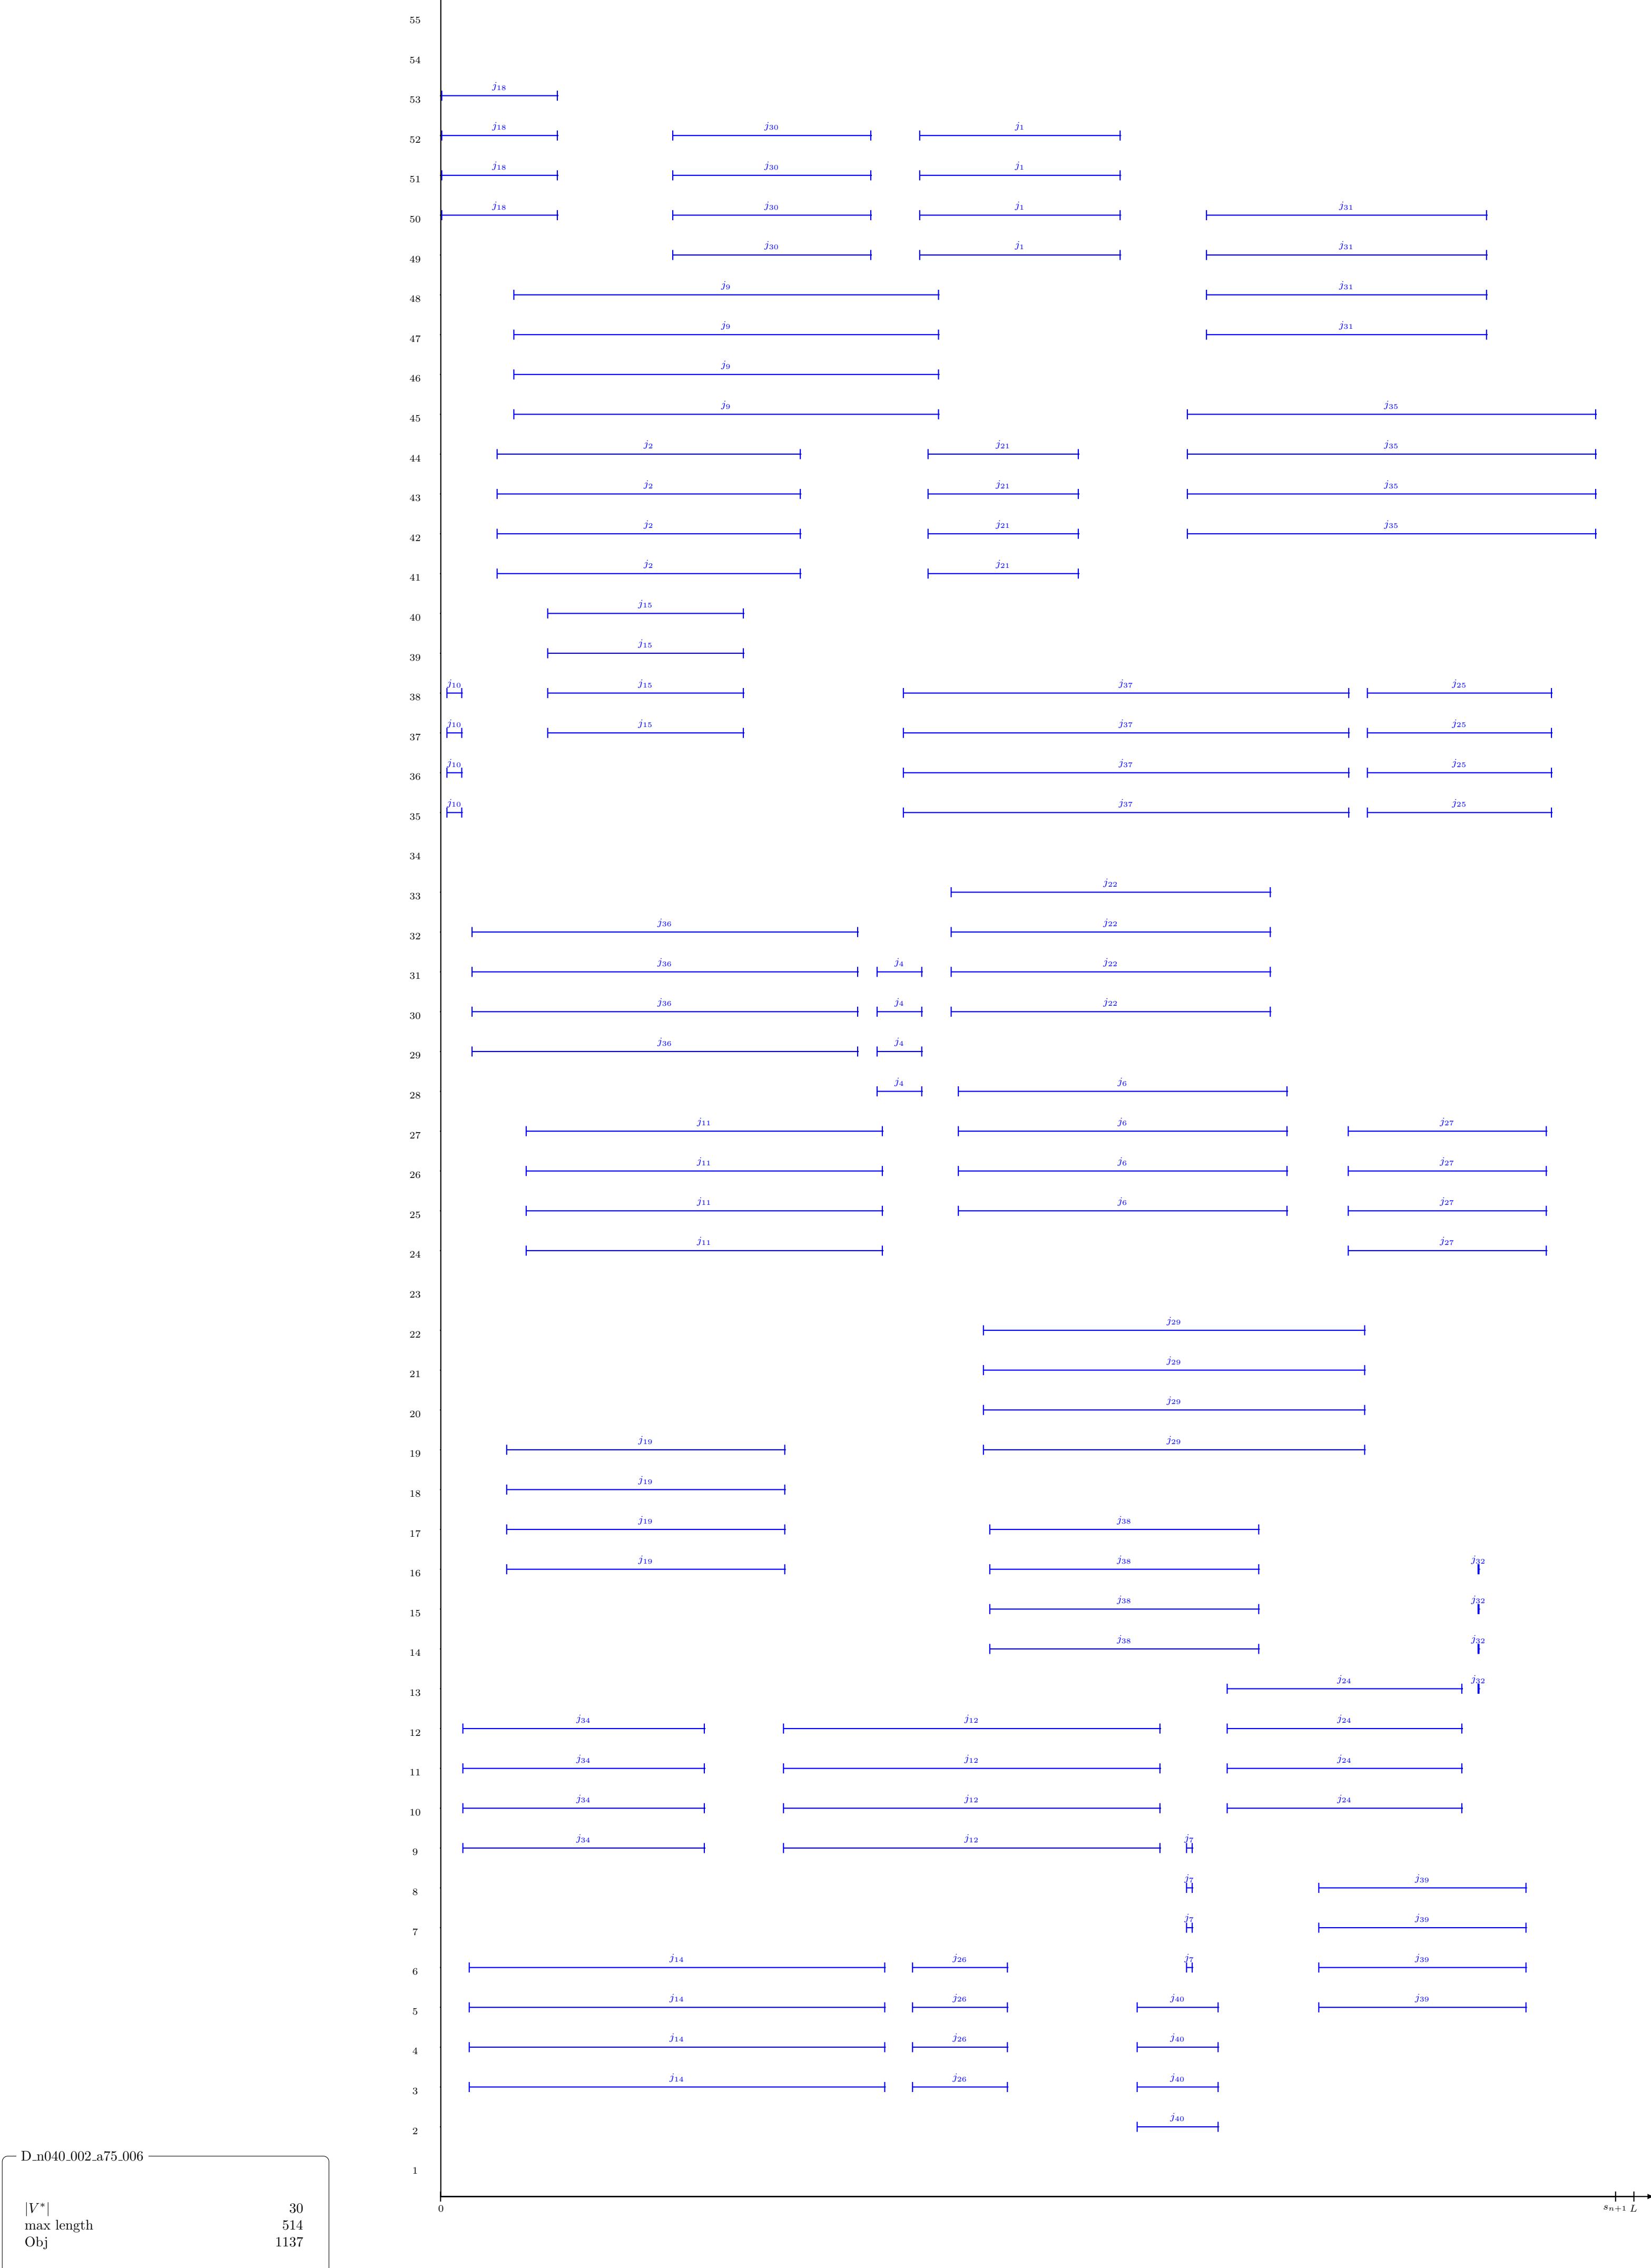 55
54
53 j18
52 j18 j30 j1
51 j18 j30 j1
50 j18 j30 j1 j31
49 j30 j1 j31
48 j9 j31
47 j9 j31
46 j9
45 j9 j35
44 j2 j21 j35
43 j2 j21 j35
42 j2 j21 j35
41 j2 j21
40 j15
39 j15
38 j10 j15 j37 j25
37 j10 j15 j37 j25
36 j10 j37 j25
35 j10 j37 j25
34
33 j22
32 j36 j22
31 j36 j4 j22
30 j36 j4 j22
29 j36 j4
28 j4 j6
27 j11 j6 j27
26 j11 j6 j27
25 j11 j6 j27
24 j11 j27
23
22 j29
21 j29
20 j29
19 j19 j29
18 j19
17 j19 j38
16 j19 j38 j32
15 j38 j32
14 j38 j32
13 j24 j32
12 j34 j12 j24
11 j34 j12 j24
10 j34 j12 j24
9 j34 j12 j7
8 j7 j39
7 j7 j39
6 j14 j26 j7 j39
5 j14 j26 j40 j39
4 j14 j26 j40
3 j14 j26 j40
2 j40
1
0 sn+1 L
D_n040_002_a75_006
|V*| 30
max length 514
Obj 1137